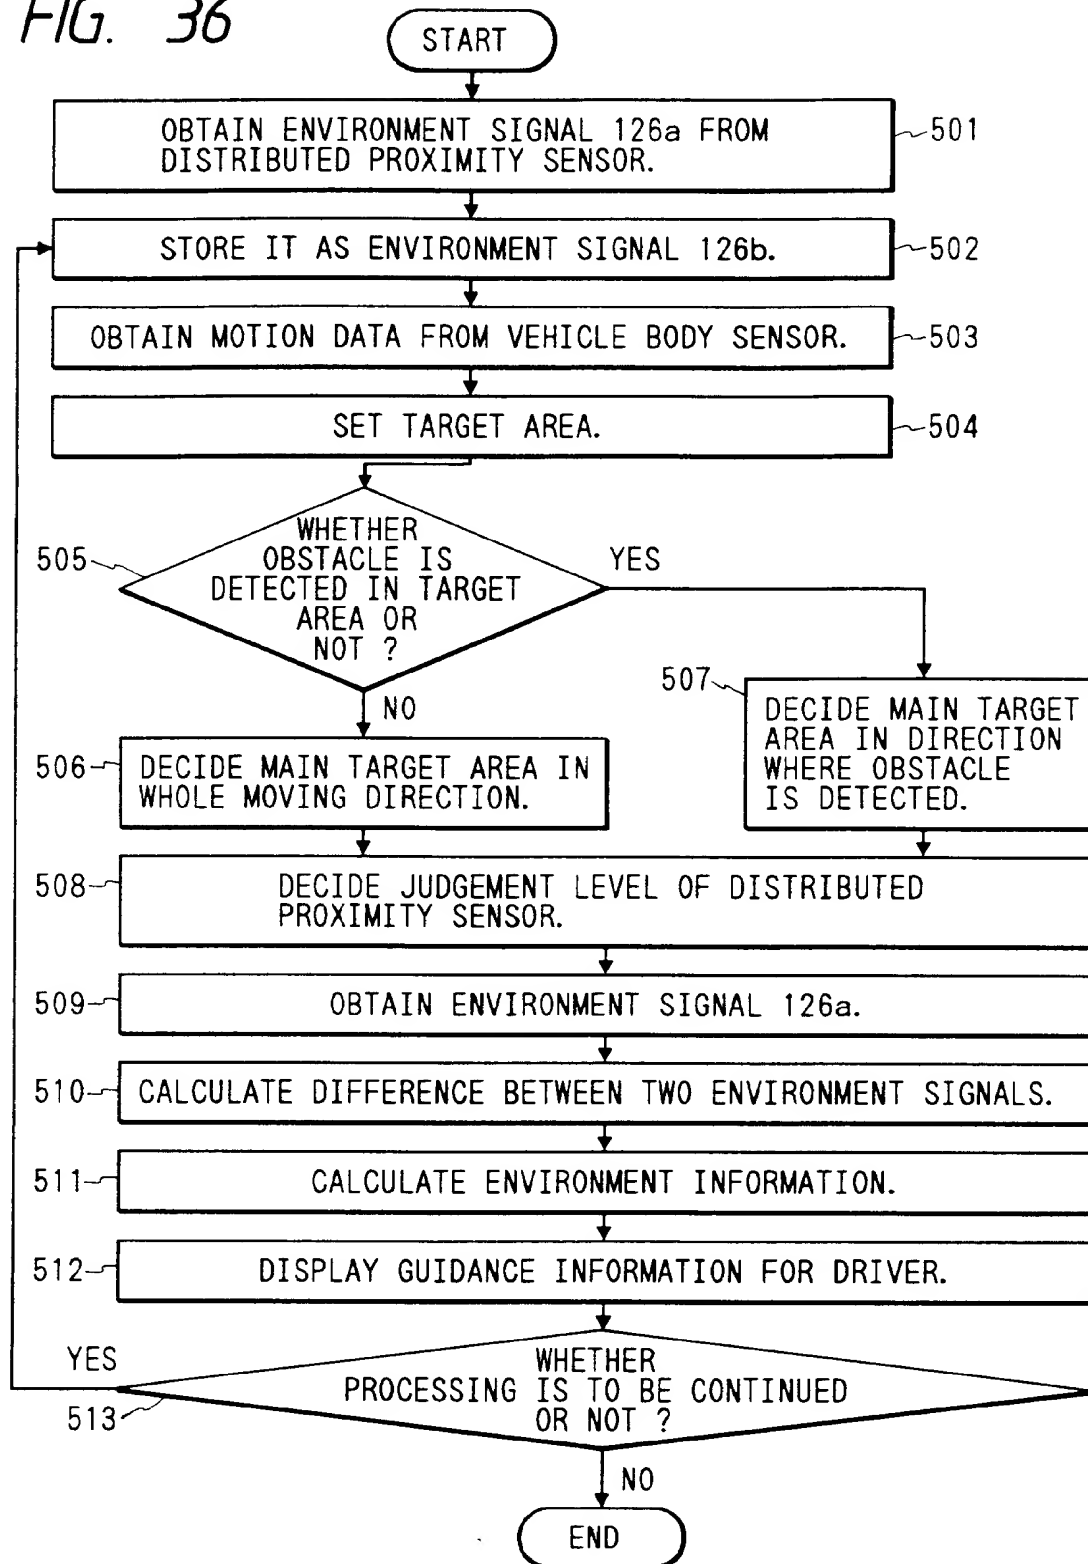 FIG. 36
START
OBTAIN ENVIRONMENT SIGNAL 126a FROM
DISTRIBUTED PROXIMITY SENSOR.
501
STORE IT AS ENVIRONMENT SIGNAL 126b.
502
OBTAIN MOTION DATA FROM VEHICLE BODY SENSOR.
503
SET TARGET AREA.
504
505
WHETHER
OBSTACLE IS
DETECTED IN TARGET
AREA OR
NOT ?
YES
NO
506
DECIDE MAIN TARGET AREA IN
WHOLE MOVING DIRECTION.
507
DECIDE MAIN TARGET
AREA IN DIRECTION
WHERE OBSTACLE
IS DETECTED.
508
DECIDE JUDGEMENT LEVEL OF DISTRIBUTED
PROXIMITY SENSOR.
509
OBTAIN ENVIRONMENT SIGNAL 126a.
510
CALCULATE DIFFERENCE BETWEEN TWO ENVIRONMENT SIGNALS.
511
CALCULATE ENVIRONMENT INFORMATION.
512
DISPLAY GUIDANCE INFORMATION FOR DRIVER.
YES
513
WHETHER
PROCESSING IS TO BE CONTINUED
OR NOT ?
NO
END